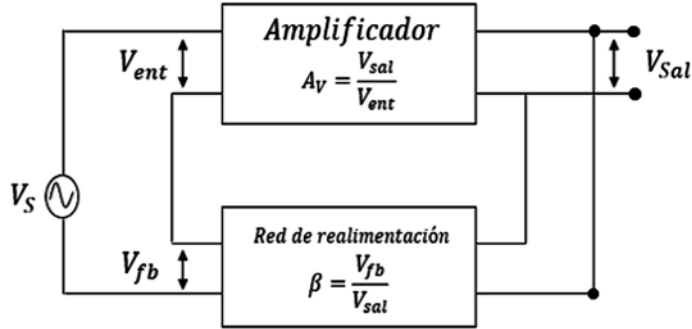 Amplificador
V_ent
A_V = V_sal / V_ent
V_Sal
V_S
Red de realimentación
V_fb
β = V_fb / V_sal